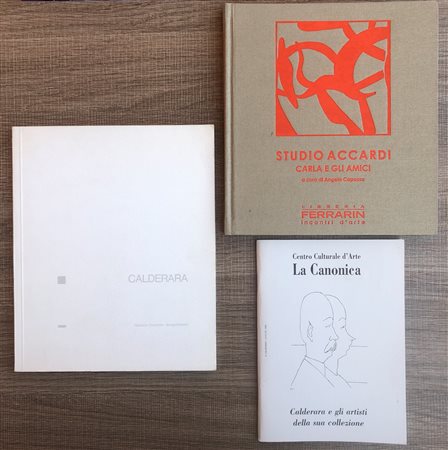 CALDERARA
STUDIO ACCARDI
CARLA E GLI AMICI
a cura di Angelo Capozza
LIBRERIA
FERRARIN
incontri d'arte
Centro Culturale d'Arte
La Canonica
Calderara e gli artisti
della sua collezione